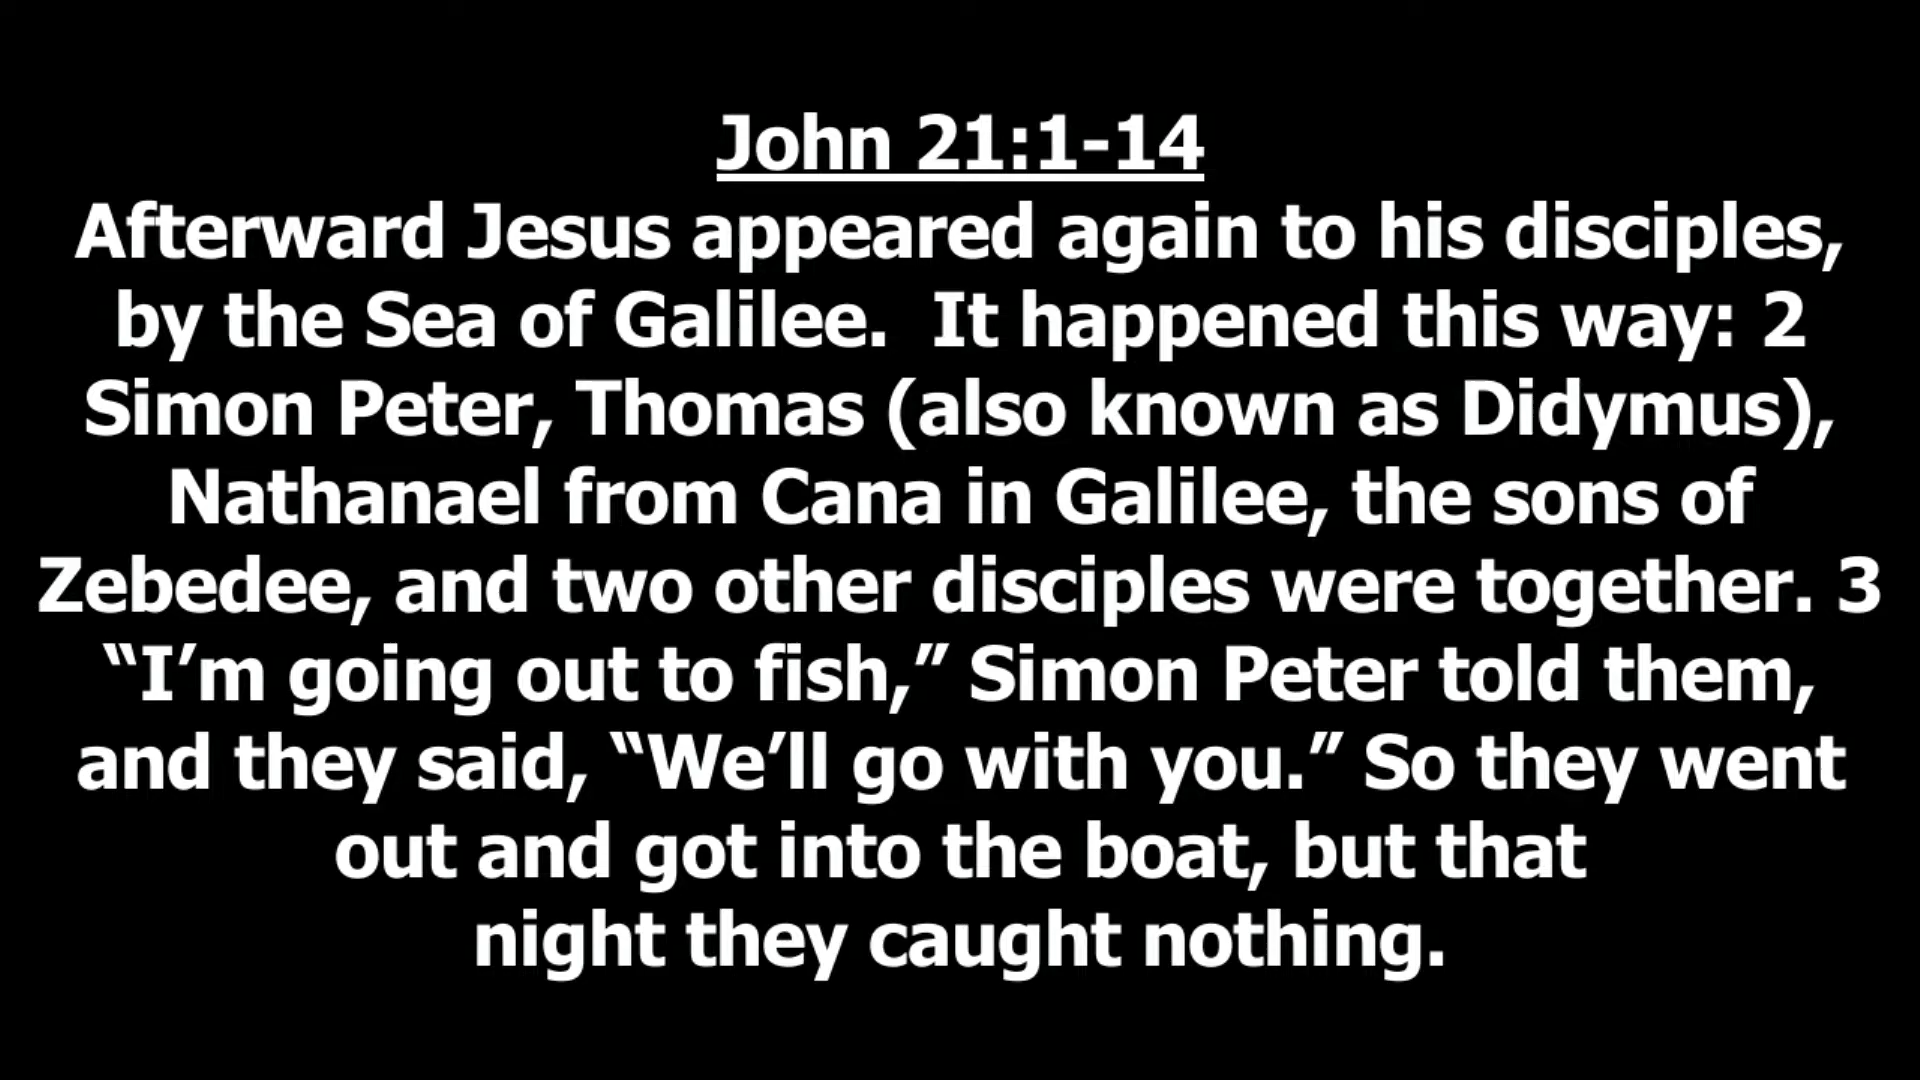 John 21:1-14
Afterward Jesus appeared again to his disciples,
by the Sea of Galilee.  It happened this way: 2
Simon Peter, Thomas (also known as Didymus),
Nathanael from Cana in Galilee, the sons of
Zebedee, and two other disciples were together. 3
“I’m going out to fish,” Simon Peter told them,
and they said, “We’ll go with you.” So they went
out and got into the boat, but that
night they caught nothing.